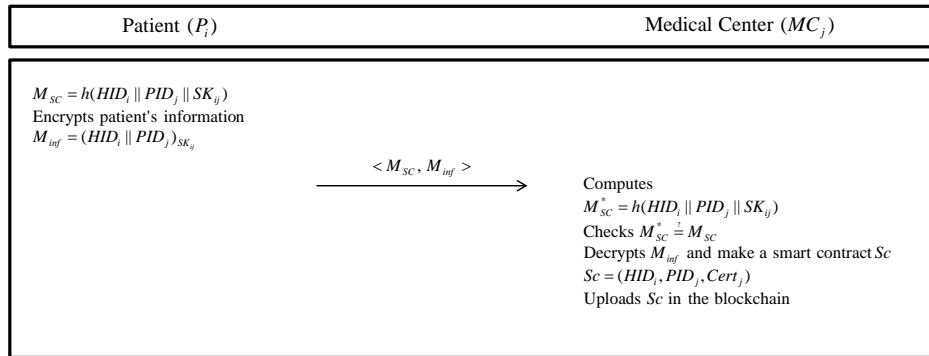 Patient (P_i)
Medical Center (MC_j)
M_SC = h(HID_i || PID_j || SK_ij)
Encrypts patient's information
M_inf = (HID_i || PID_j)_SK_ij
< M_SC, M_inf >
Computes
M*_SC = h(HID_i || PID_j || SK_ij)
Checks M*_SC ?= M_SC
Decrypts M_inf and make a smart contract Sc
Sc = (HID_i, PID_j, Cert_j)
Uploads Sc in the blockchain